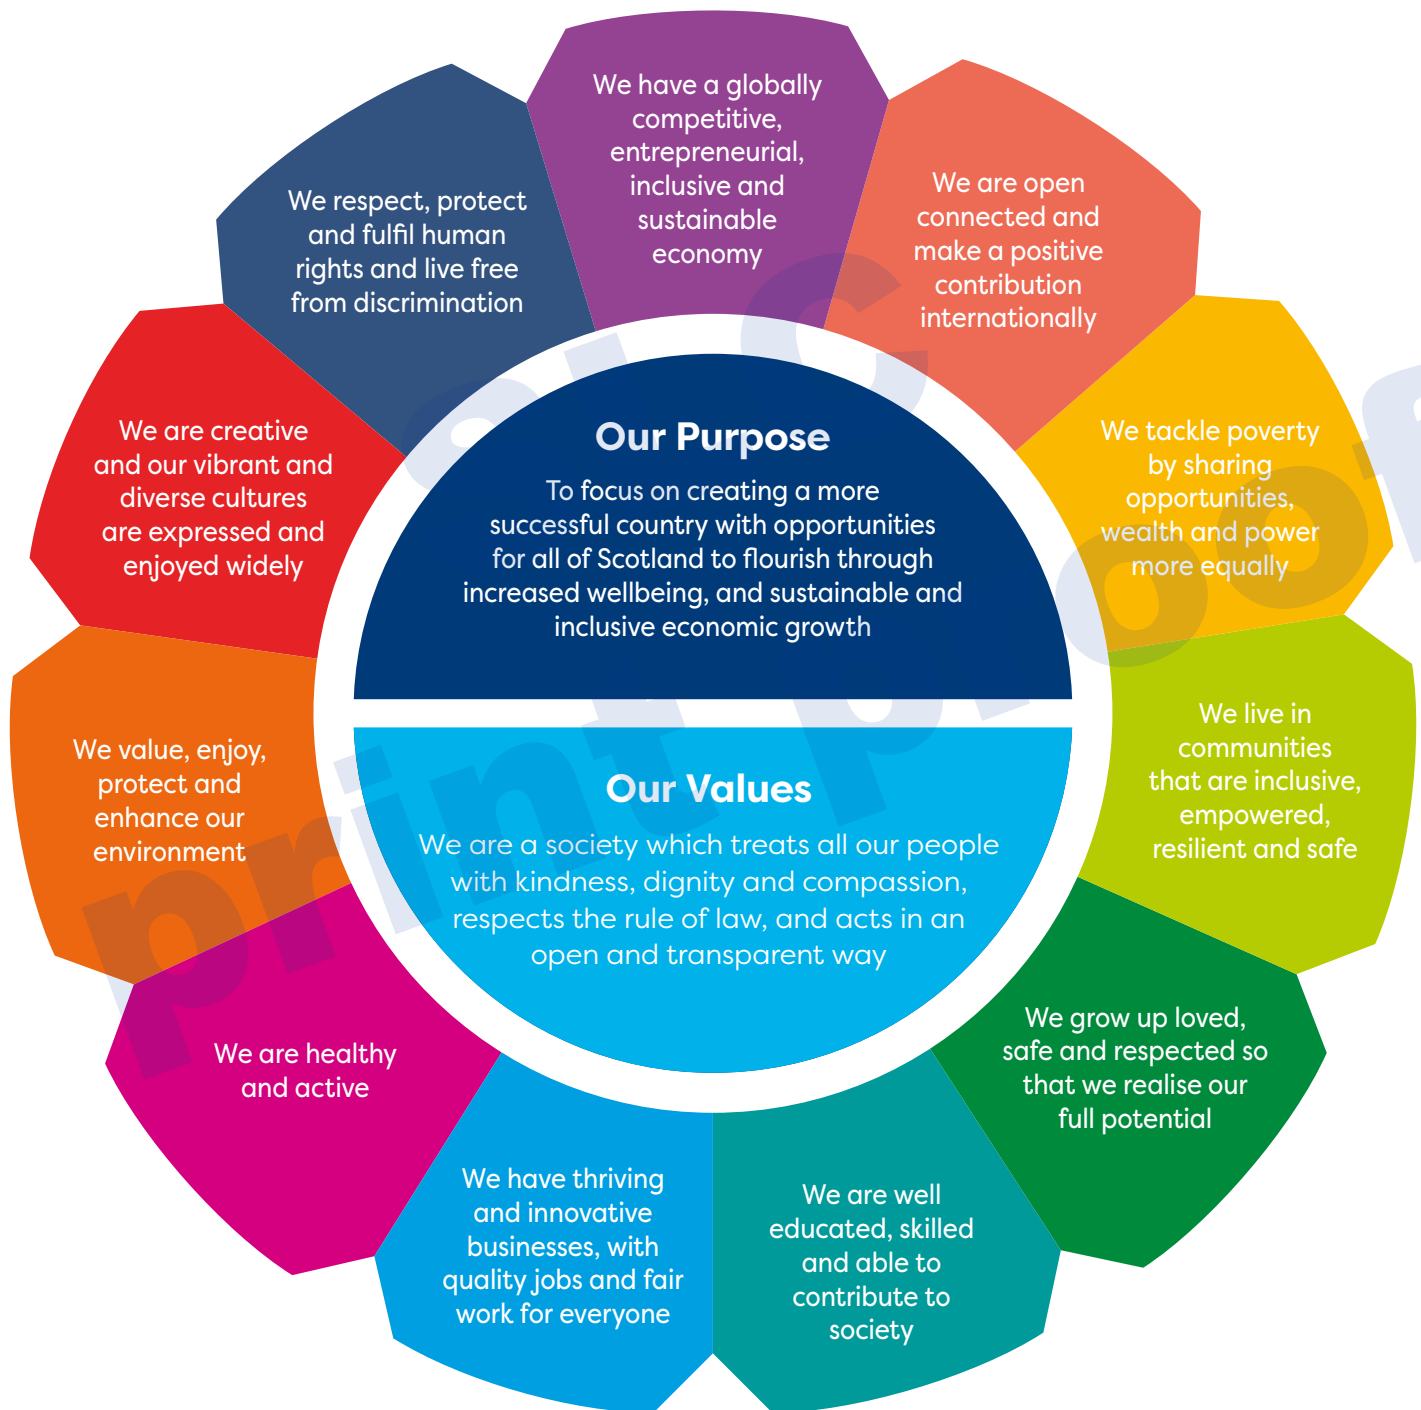 We have a globally
competitive,
entrepreneurial,
inclusive and
sustainable
economy
We are open
connected and
make a positive
contribution
internationally
We tackle poverty
by sharing
opportunities,
wealth and power
more equally
We live in
communities
that are inclusive,
empowered,
resilient and safe
We grow up loved,
safe and respected so
that we realise our
full potential
We are well
educated, skilled
and able to
contribute to
society
We have thriving
and innovative
businesses, with
quality jobs and fair
work for everyone
We are healthy
and active
We value, enjoy,
protect and
enhance our
environment
We are creative
and our vibrant and
diverse cultures
are expressed and
enjoyed widely
We respect, protect
and fulfil human
rights and live free
from discrimination
Our Purpose
To focus on creating a more
successful country with opportunities
for all of Scotland to flourish through
increased wellbeing, and sustainable and
inclusive economic growth
Our Values
We are a society which treats all our people
with kindness, dignity and compassion,
respects the rule of law, and acts in an
open and transparent way
print proof